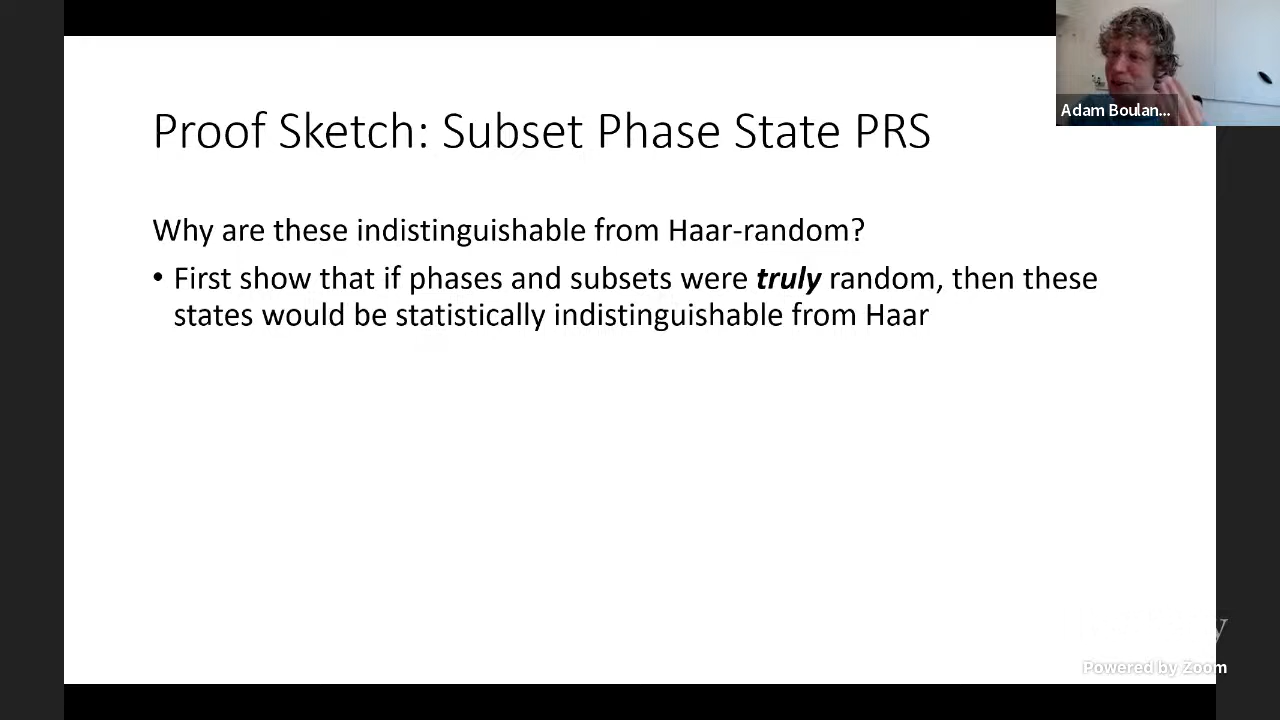 Adam Boulan...
Proof Sketch: Subset Phase State PRS
Why are these indistinguishable from Haar-random?
• First show that if phases and subsets were truly random, then these
states would be statistically indistinguishable from Haar
Powered by Zoom